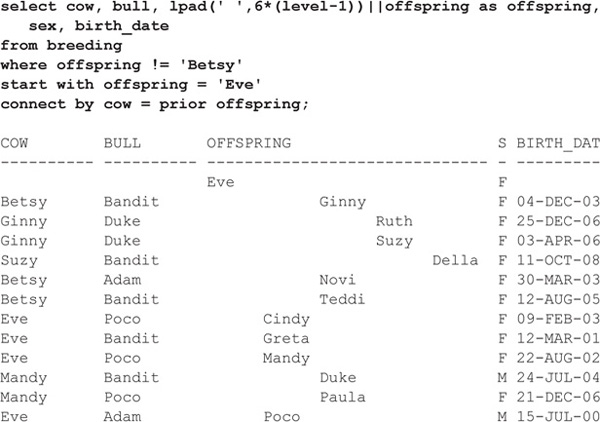 select cow, bull, lpad(' ',6*(level-1))||offspring as offspring,
   sex, birth_date
from breeding
where offspring != 'Betsy'
start with offspring = 'Eve'
connect by cow = prior offspring;
COW        BULL       OFFSPRING                      S BIRTH_DAT
---------- ---------- ------------------------------ - ---------
                      Eve                            F
Betsy      Bandit                 Ginny              F 04-DEC-03
Ginny      Duke                         Ruth         F 25-DEC-06
Ginny      Duke                         Suzy         F 03-APR-06
Suzy       Bandit                             Della  F 11-OCT-08
Betsy      Adam                   Novi               F 30-MAR-03
Betsy      Bandit                 Teddi              F 12-AUG-05
Eve        Poco             Cindy                    F 09-FEB-03
Eve        Bandit           Greta                    F 12-MAR-01
Eve        Poco             Mandy                    F 22-AUG-02
Mandy      Bandit                 Duke               M 24-JUL-04
Mandy      Poco                   Paula              F 21-DEC-06
Eve        Adam             Poco                     M 15-JUL-00